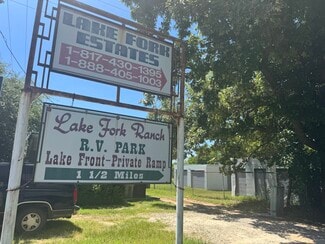 LAKE FORK
ESTATES
1-817-430-1395
1-888-405-1003
Lake Fork Ranch
R.V. PARK
Lake Front-Private Ramp
1 1/2 Miles